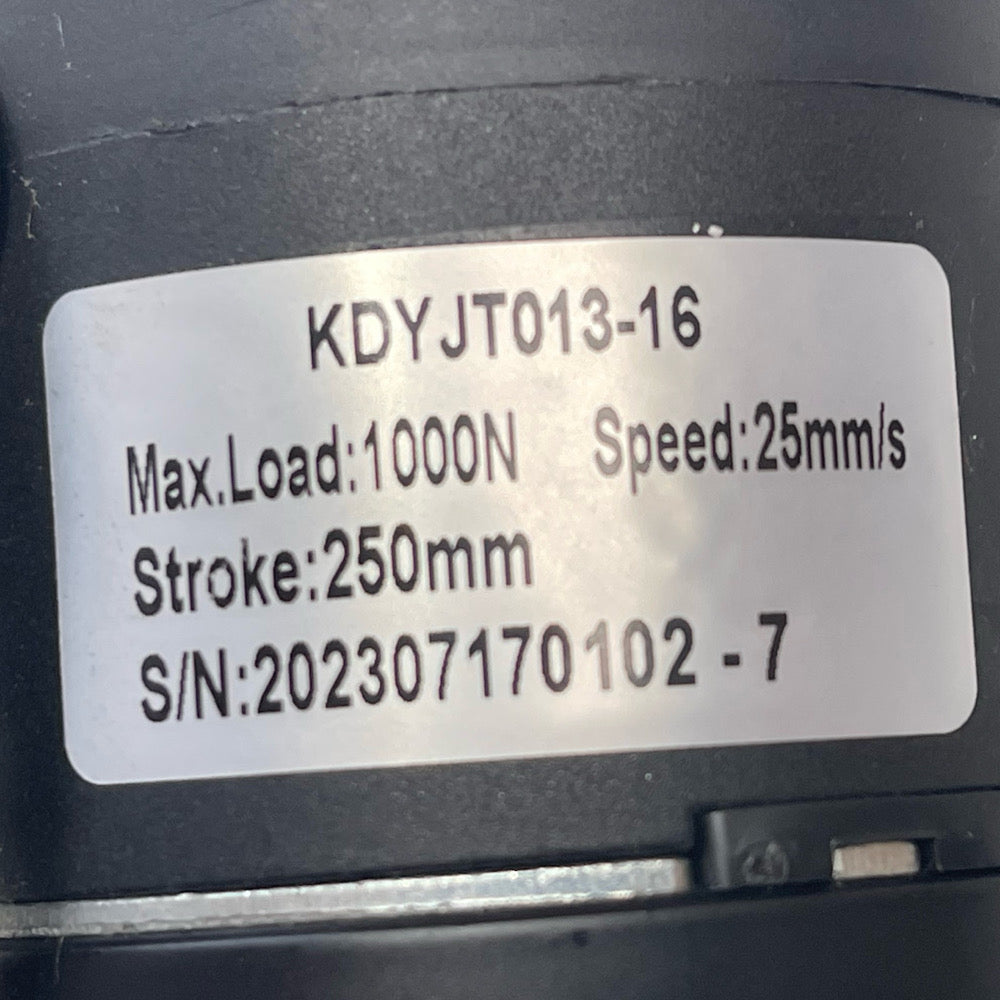 KDYJT013-16
Max.Load:1000N Speed:25mm/s
Stroke:250mm
S/N:202307170102 - 7